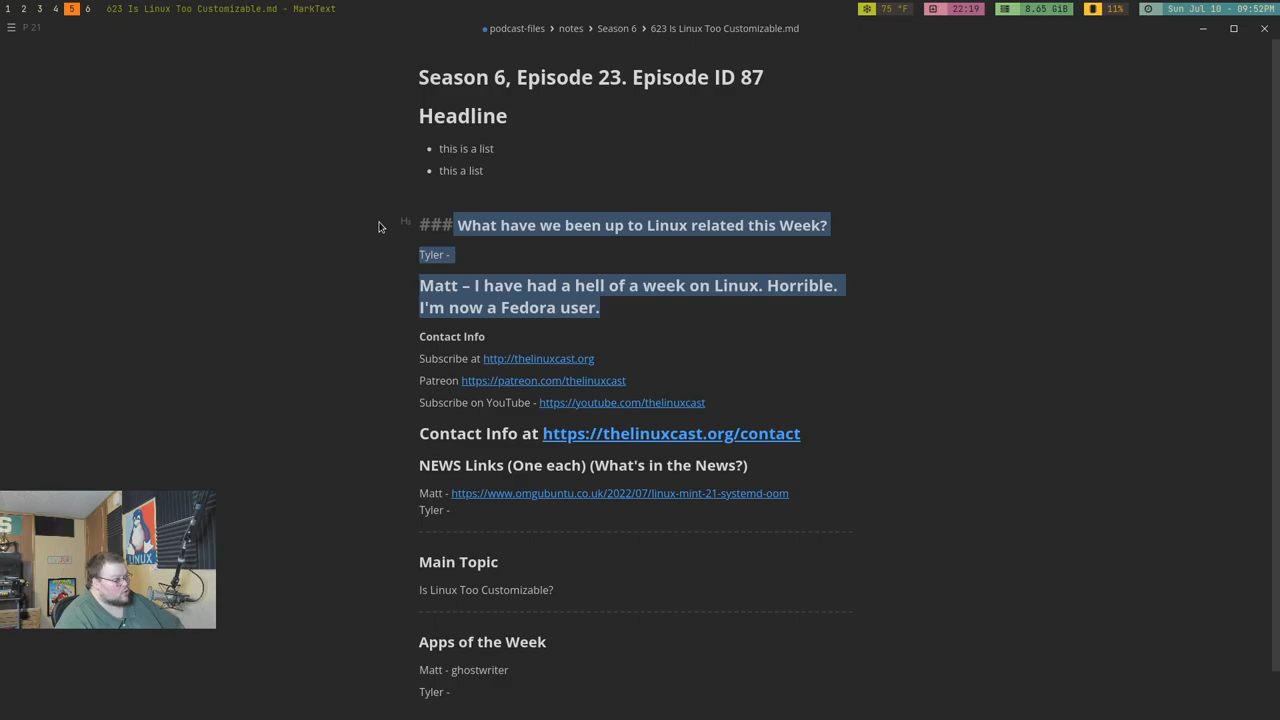 1 2 3 4 5 6 623 Is Linux Too Customizable.md - MarkText
75 °F 22:19 8.65 GiB 11% Sun Jul 10 - 09:52PM
P 21
podcast-files > notes > Season 6 > 623 Is Linux Too Customizable.md
Season 6, Episode 23. Episode ID 87
Headline
• this is a list
• this a list
### What have we been up to Linux related this Week?
Tyler -
Matt – I have had a hell of a week on Linux. Horrible.
I'm now a Fedora user.
Contact Info
Subscribe at http://thelinuxcast.org
Patreon https://patreon.com/thelinuxcast
Subscribe on YouTube - https://youtube.com/thelinuxcast
Contact Info at https://thelinuxcast.org/contact
NEWS Links (One each) (What's in the News?)
Matt - https://www.omgubuntu.co.uk/2022/07/linux-mint-21-systemd-oom
Tyler -
Main Topic
Is Linux Too Customizable?
Apps of the Week
Matt - ghostwriter
Tyler -
LINUX